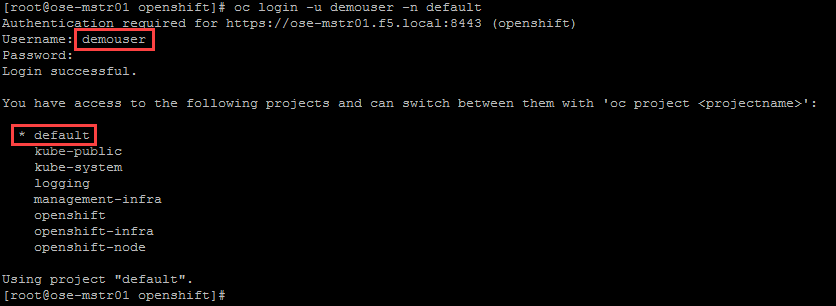 [root@ose-mstr01 openshift]# oc login -u demouser -n default
Authentication required for https://ose-mstr01.f5.local:8443 (openshift)
Username: demouser
Password:
Login successful.
You have access to the following projects and can switch between them with 'oc project <projectname>':
* default
kube-public
kube-system
logging
management-infra
openshift
openshift-infra
openshift-node
Using project "default".
[root@ose-mstr01 openshift]#